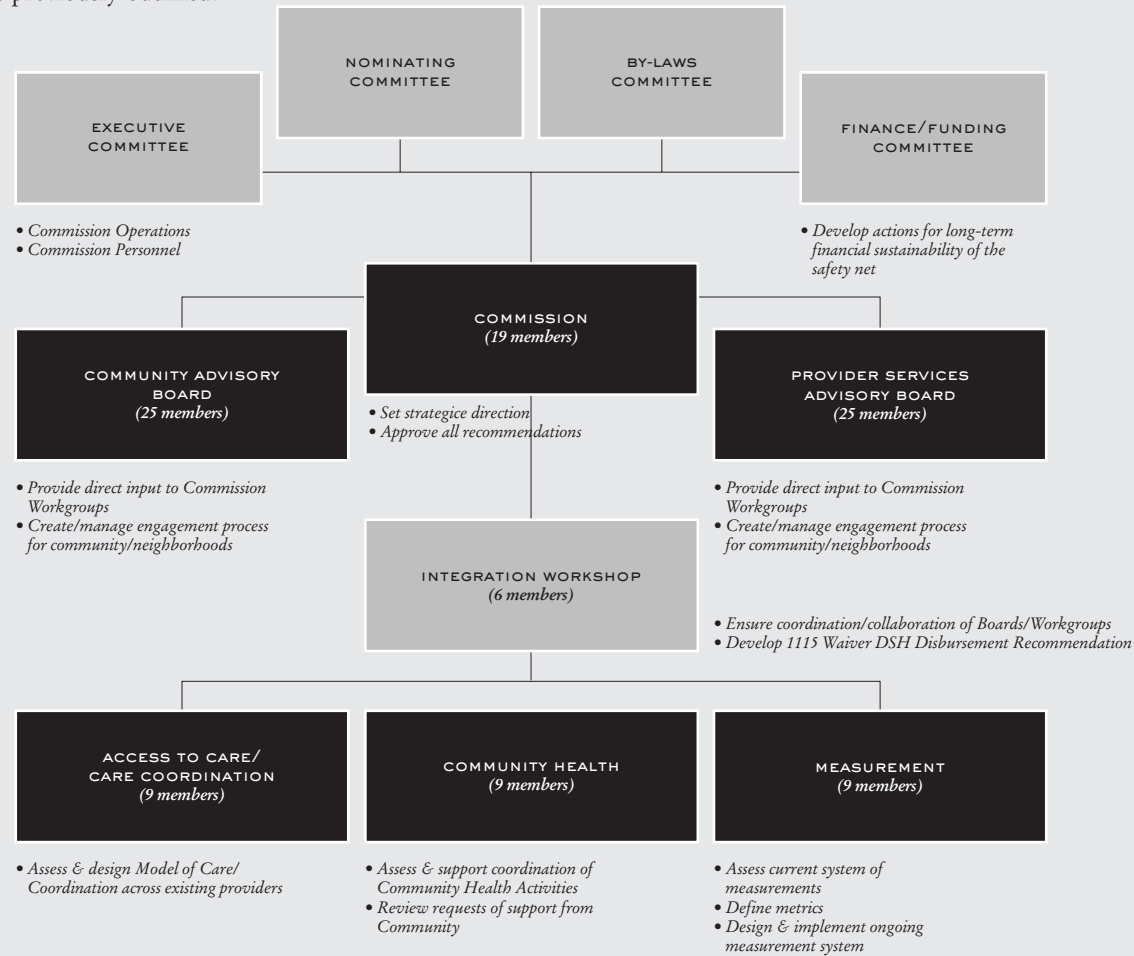 NOMINATING
COMMITTEE
BY-LAWS
COMMITTEE
EXECUTIVE
COMMITTEE
FINANCE/FUNDING
COMMITTEE
• Commission Operations
• Commission Personnel
• Develop actions for long-term
financial sustainability of the
safety net
COMMISSION
(19 members)
COMMUNITY ADVISORY
BOARD
(25 members)
PROVIDER SERVICES
ADVISORY BOARD
(25 members)
• Set strategice direction
• Approve all recommendations
• Provide direct input to Commission
Workgroups
• Create/manage engagement process
for community/neighborhoods
• Provide direct input to Commission
Workgroups
• Create/manage engagement process
for community/neighborhoods
INTEGRATION WORKSHOP
(6 members)
• Ensure coordination/collaboration of Boards/Workgroups
• Develop 1115 Waiver DSH Disbursement Recommendation
ACCESS TO CARE/
CARE COORDINATION
(9 members)
COMMUNITY HEALTH
(9 members)
MEASUREMENT
(9 members)
• Assess & design Model of Care/
Coordination across existing providers
• Assess & support coordination of
Community Health Activities
• Review requests of support from
Community
• Assess current system of
measurements
• Define metrics
• Design & implement ongoing
measurement system